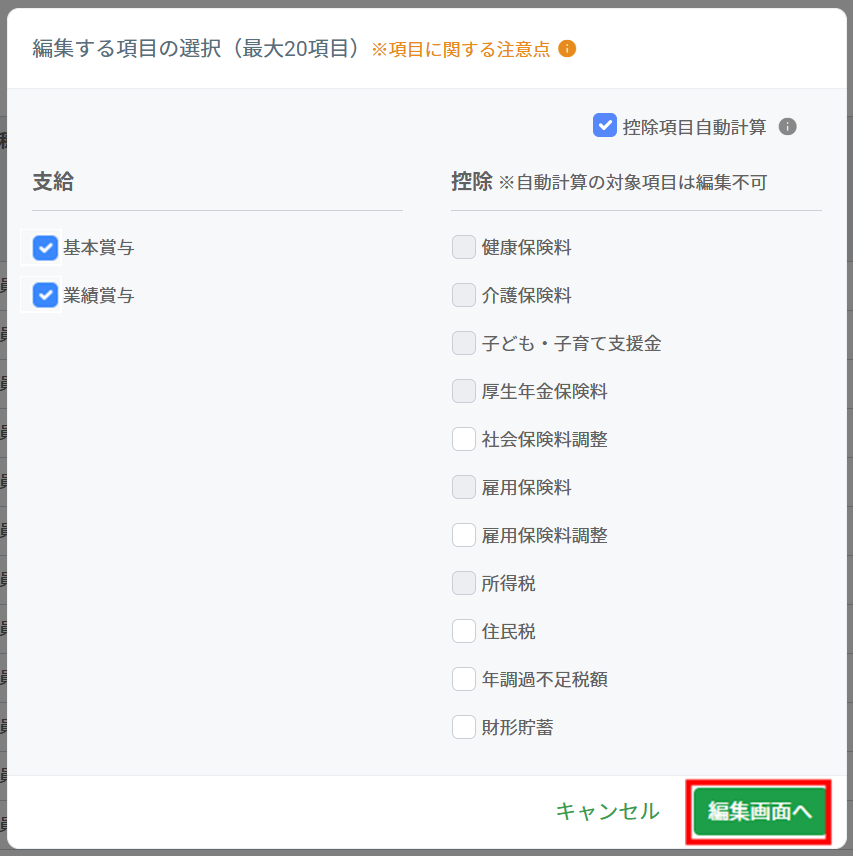 編集する項目の選択（最大20項目）※項目に関する注意点
控除項目自動計算
支給
基本賞与
業績賞与
控除 ※自動計算の対象項目は編集不可
健康保険料
介護保険料
子ども・子育て支援金
厚生年金保険料
社会保険料調整
雇用保険料
雇用保険料調整
所得税
住民税
年調過不足税額
財形貯蓄
キャンセル
編集画面へ